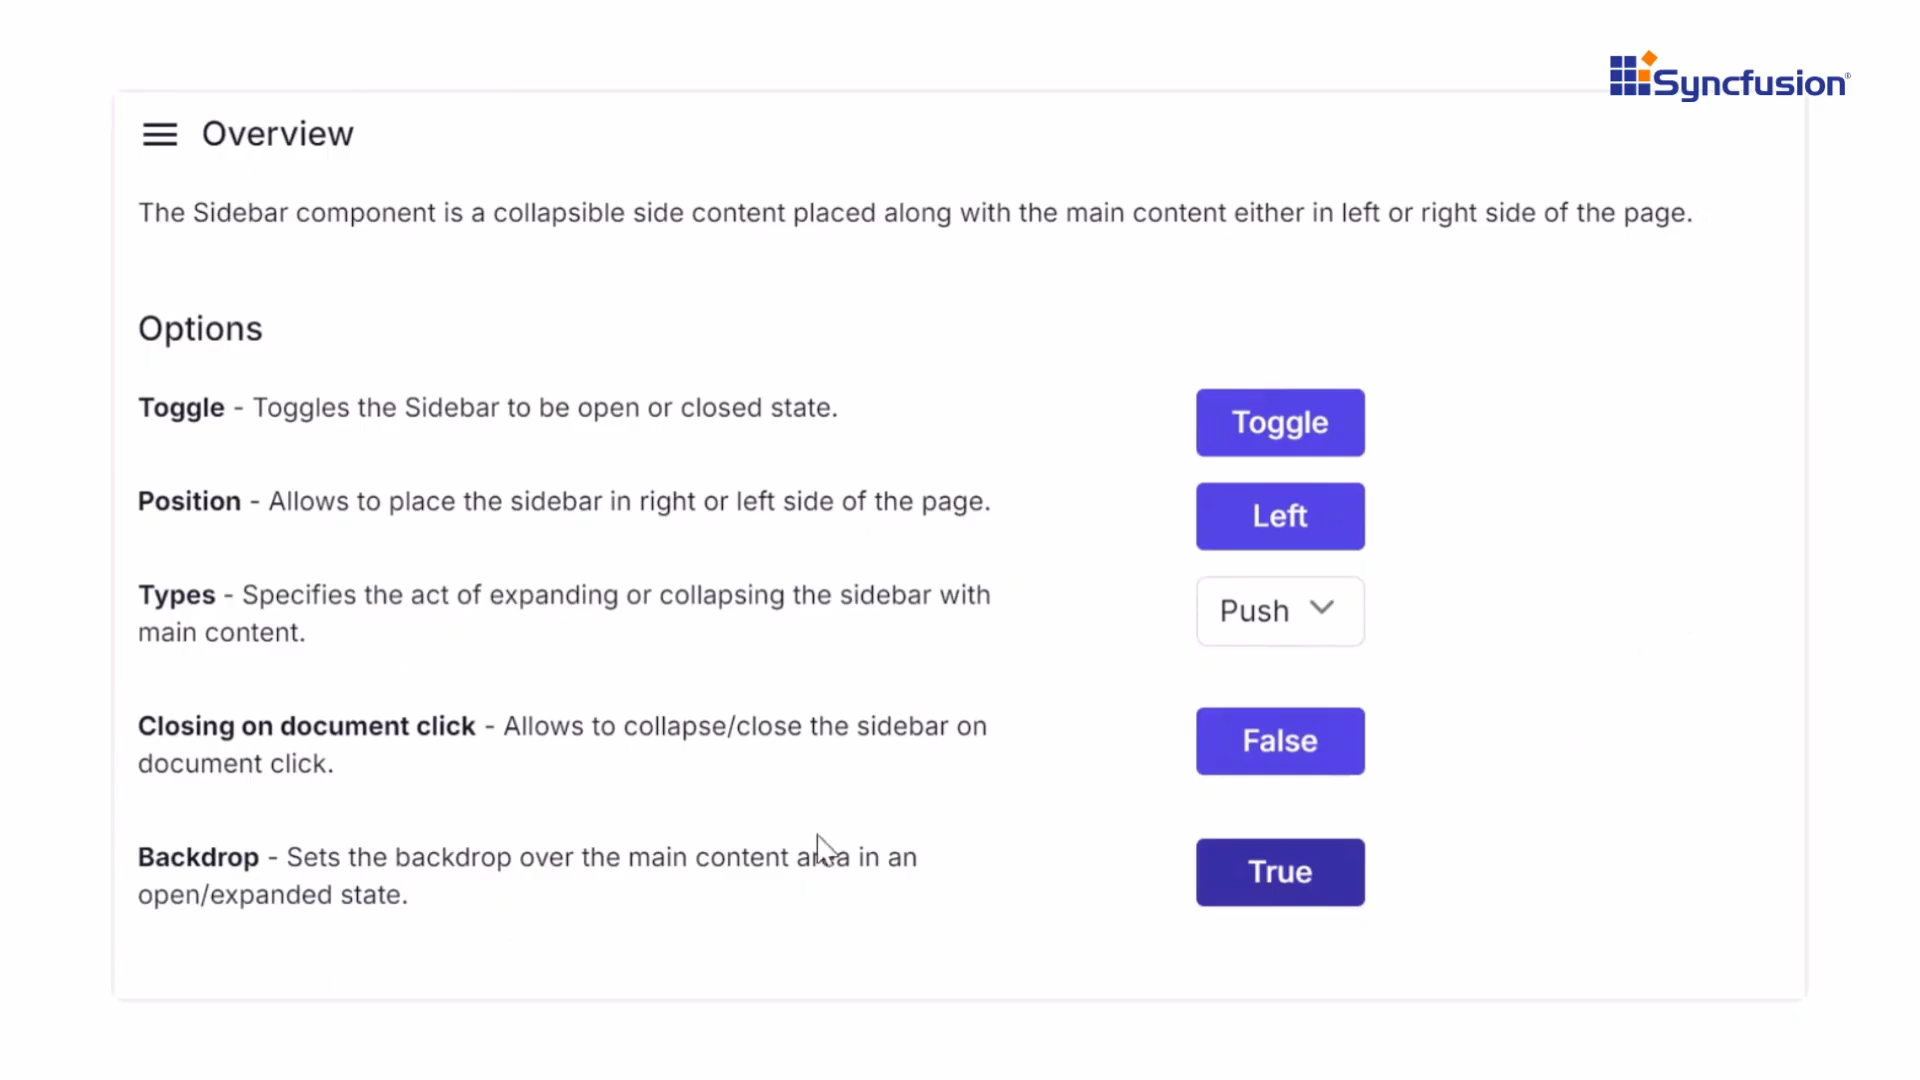 Syncfusion®
Overview
The Sidebar component is a collapsible side content placed along with the main content either in left or right side of the page.
Options
Toggle - Toggles the Sidebar to be open or closed state.
Toggle
Position - Allows to place the sidebar in right or left side of the page.
Left
Types - Specifies the act of expanding or collapsing the sidebar with
main content.
Push
Closing on document click - Allows to collapse/close the sidebar on
document click.
False
Backdrop - Sets the backdrop over the main content area in an
open/expanded state.
True